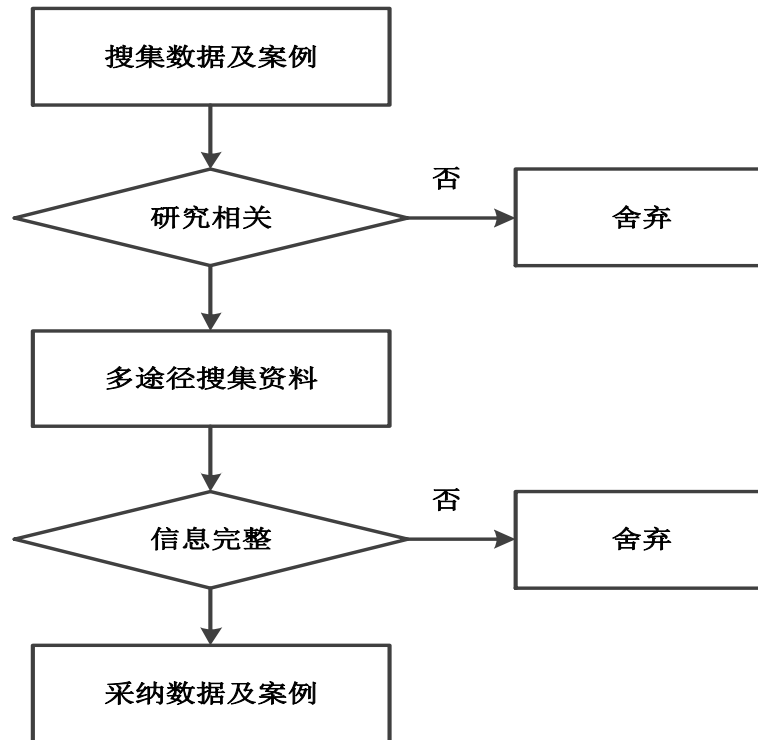 搜集数据及案例
否
研究相关
舍弃
多途径搜集资料
否
信息完整
舍弃
采纳数据及案例